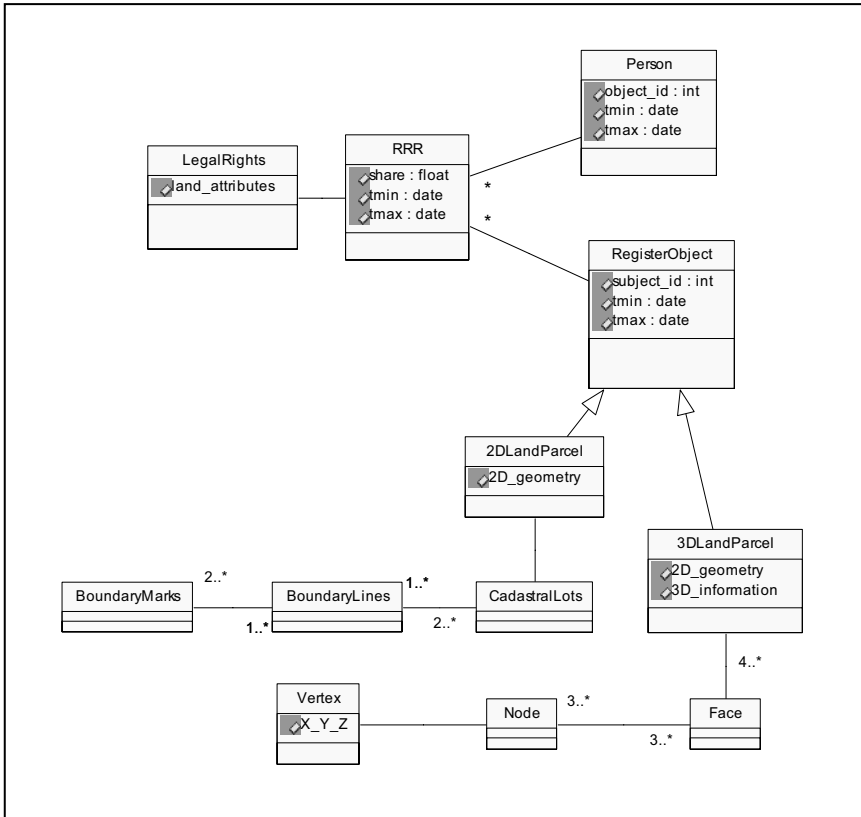 Person
object_id : int
tmin : date
tmax : date
RRR
share : float
tmin : date
tmax : date
LegalRights
land_attributes
*
*
RegisterObject
subject_id : int
tmin : date
tmax : date
2DLandParcel
2D_geometry
3DLandParcel
2D_geometry
3D_information
BoundaryMarks
2..*
1..*
BoundaryLines
1..*
2..*
CadastralLots
4..*
Vertex
X_Y_Z
Node
3..*
3..*
Face